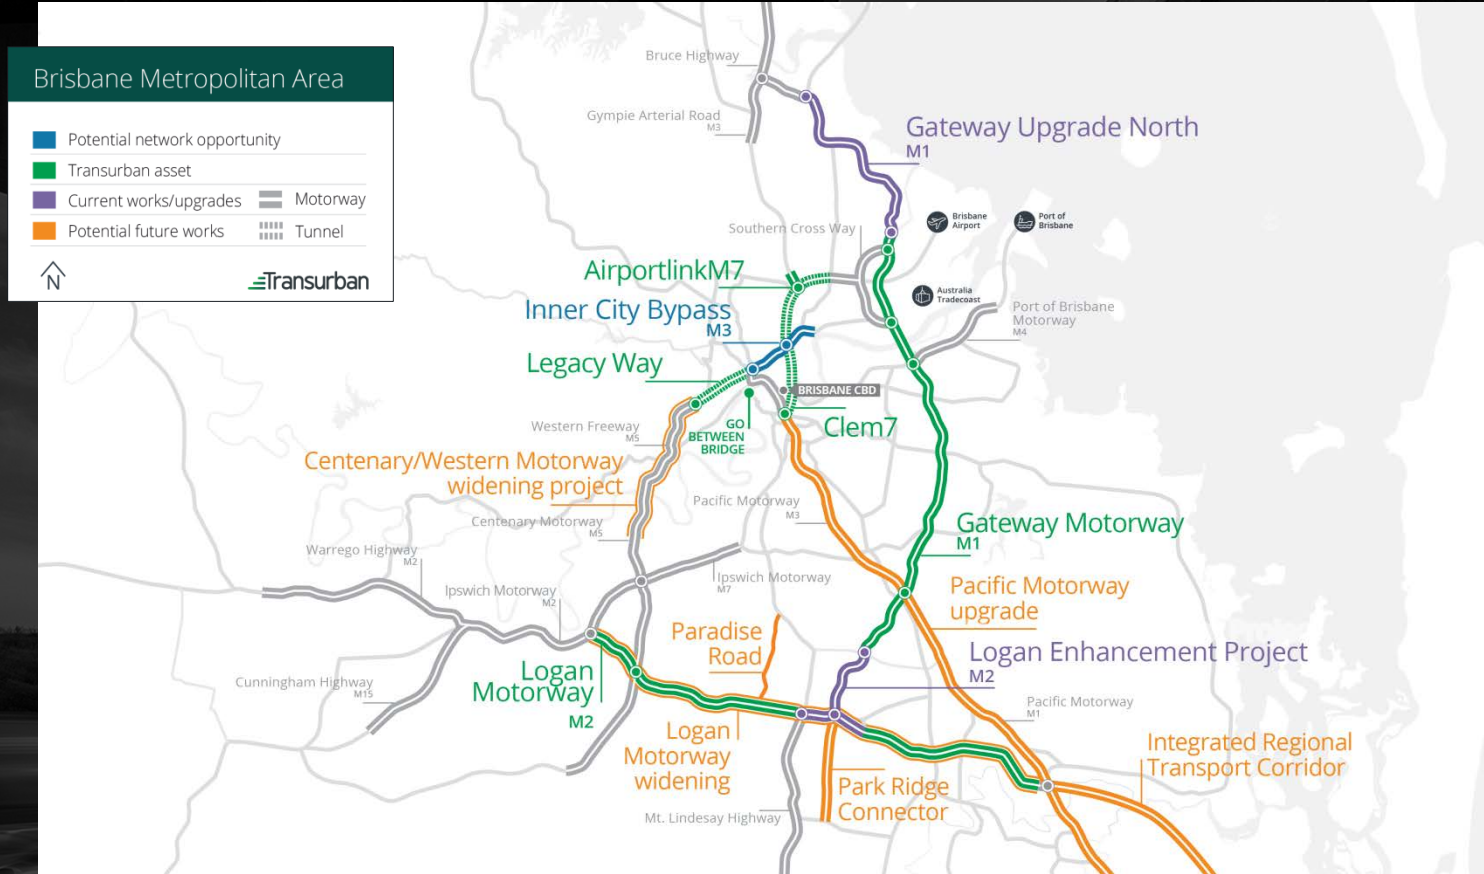 Brisbane Metropolitan Area
Potential network opportunity
Transurban asset
Current works/upgrades
Motorway
Potential future works
Tunnel
N
Transurban
Bruce Highway
Gympie Arterial Road
M3
Gateway Upgrade North
M1
Brisbane
Airport
Port of
Brisbane
Southern Cross Way
AirportlinkM7
Australia
Tradecoast
Inner City Bypass
M3
Port of Brisbane
Motorway
M4
Legacy Way
BRISBANE CBD
Western Freeway
M5
GO
BETWEEN
BRIDGE
Clem7
Centenary/Western Motorway
widening project
Pacific Motorway
M3
Centenary Motorway
M5
Gateway Motorway
M1
Warrego Highway
M2
Ipswich Motorway
M7
Ipswich Motorway
M2
Pacific Motorway
upgrade
Paradise
Road
Logan Enhancement Project
M2
Logan
Motorway
M2
Cunningham Highway
M15
Pacific Motorway
M1
Logan
Motorway
widening
Integrated Regional
Transport Corridor
Park Ridge
Connector
Mt. Lindesay Highway